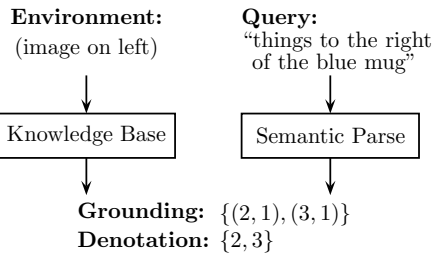 Environment:
(image on left)
Query:
“things to the right
of the blue mug”
Knowledge Base
Semantic Parse
Grounding: {(2, 1), (3, 1)}
Denotation: {2, 3}